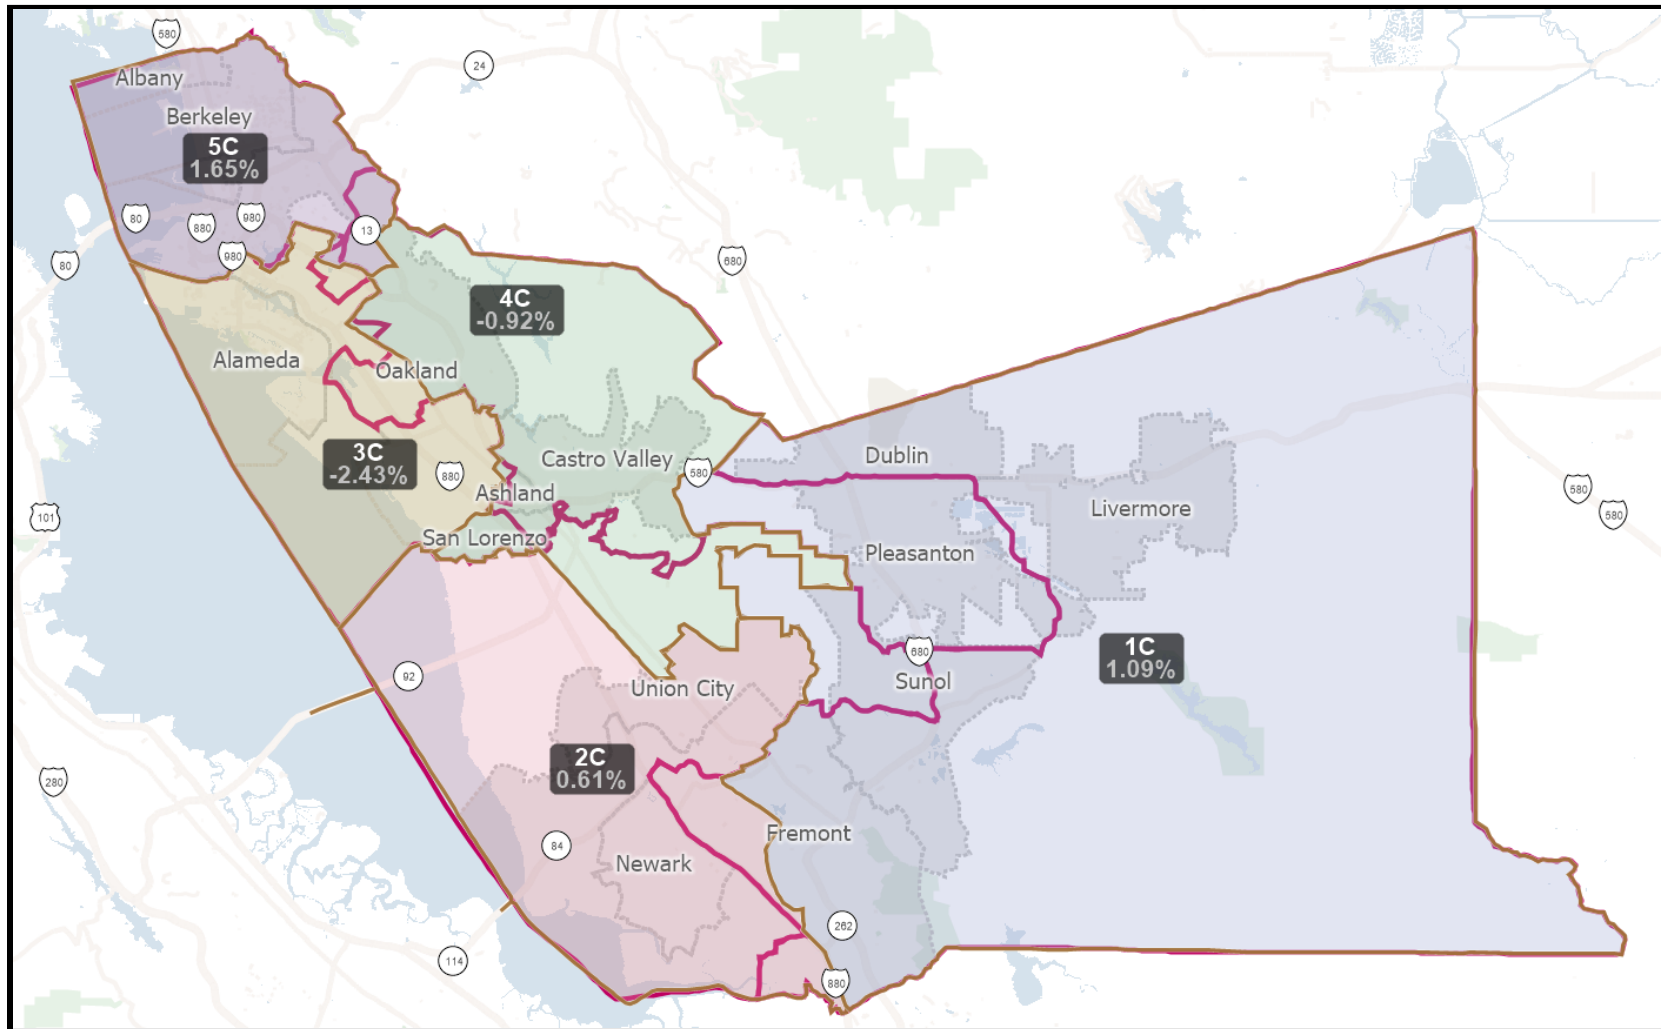 580
24
Albany
Berkeley
5C
1.65%
80
880
980
13
980
80
680
4C
-0.92%
Alameda
Oakland
3C
-2.43%
880
Castro Valley
580
Dublin
Ashland
101
Livermore
580
580
San Lorenzo
Pleasanton
1C
1.09%
680
Sunol
92
Union City
2C
0.61%
280
Fremont
84
Newark
262
114
880